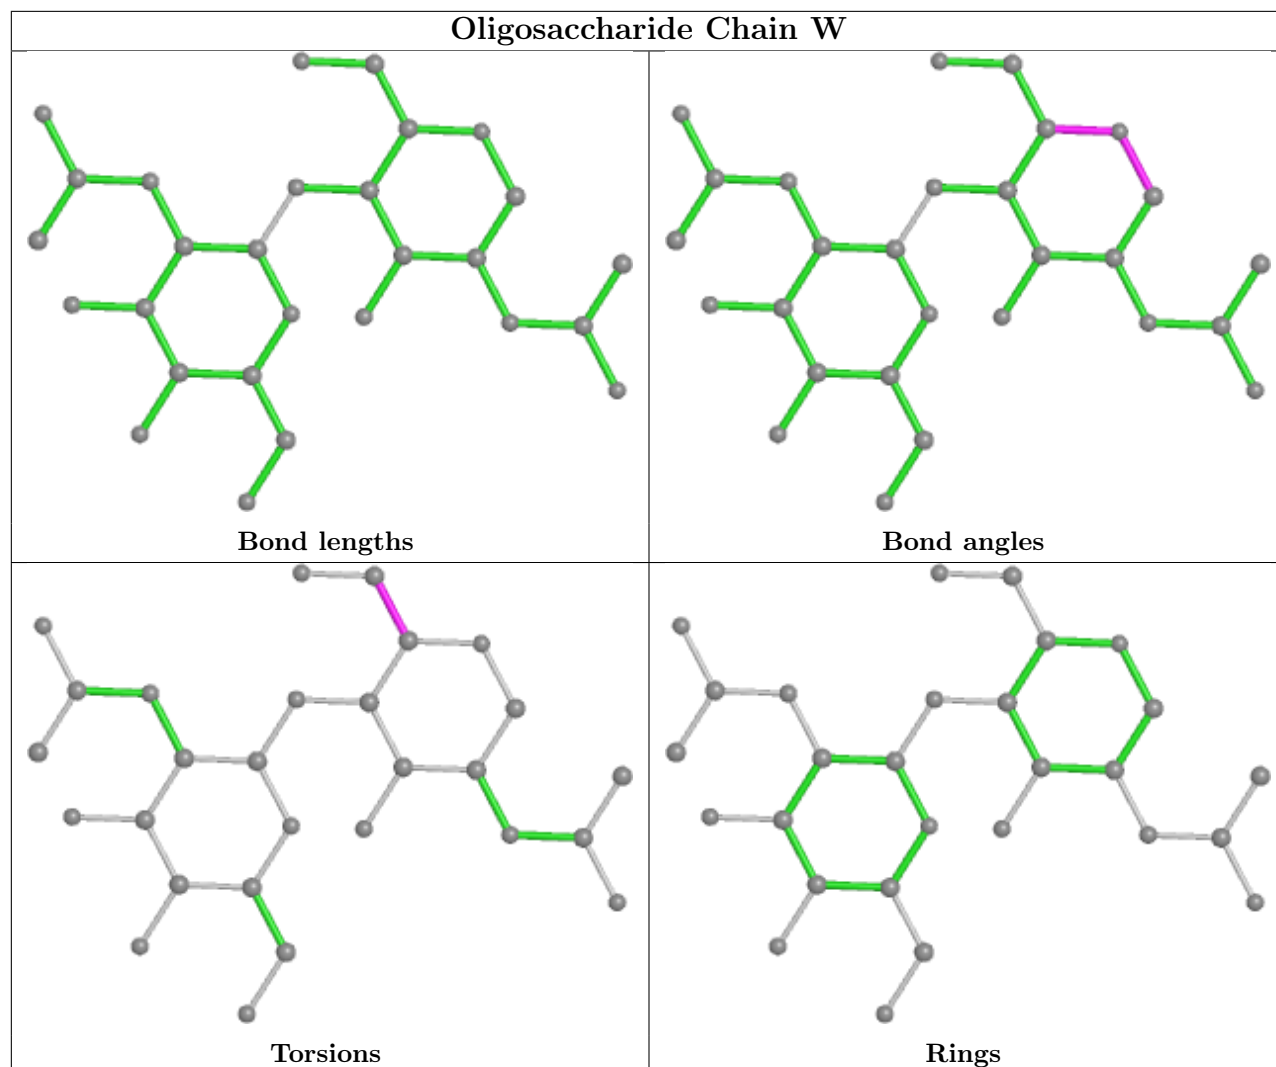 Oligosaccharide Chain W
Bond lengths
Bond angles
Torsions
Rings